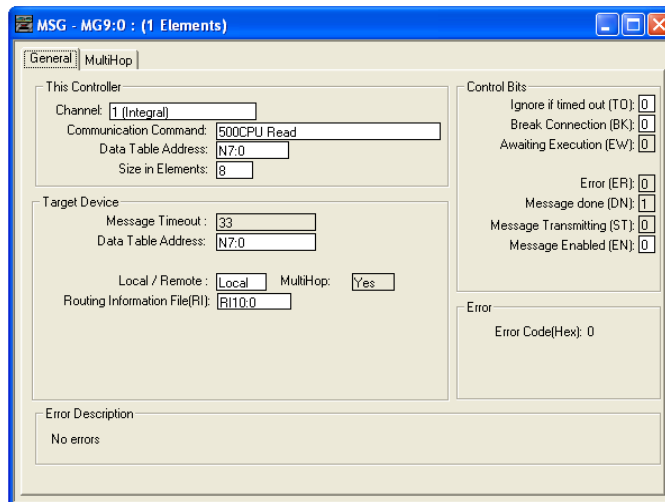 MSG - MG9:0 : (1 Elements)
General MultiHop
This Controller
Channel: 1 (Integral)
Communication Command: 500CPU Read
Data Table Address: N7:0
Size in Elements: 8
Target Device
Message Timeout : 33
Data Table Address: N7:0
Local / Remote : Local MultiHop: Yes
Routing Information File(RI): RI10:0
Control Bits
Ignore if timed out (TO): 0
Break Connection (BK): 0
Awaiting Execution (EW): 0
Error (ER): 0
Message done (DN): 1
Message Transmitting (ST): 0
Message Enabled (EN): 0
Error
Error Code(Hex): 0
Error Description
No errors